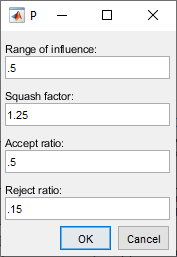 P
Range of influence:
.5
Squash factor:
1.25
Accept ratio:
.5
Reject ratio:
.15
OK Cancel